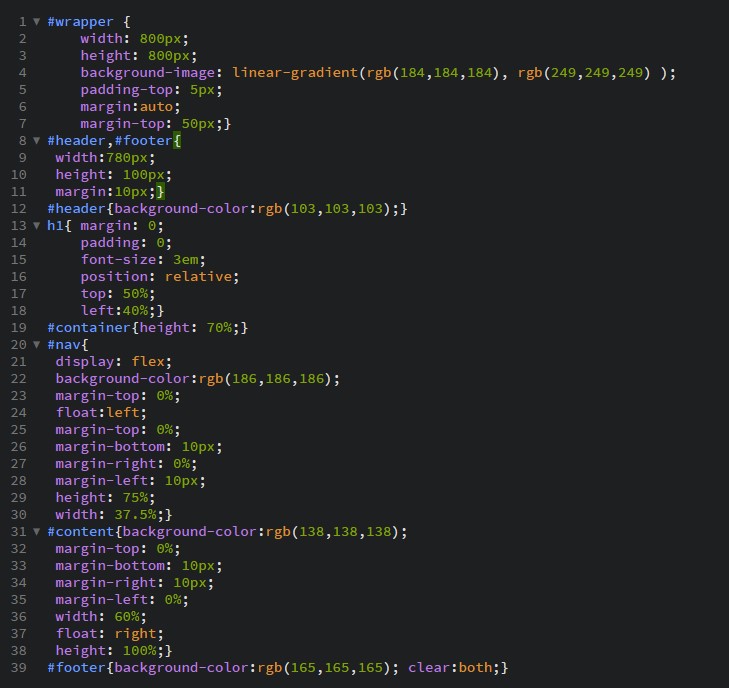 1 ▼ #wrapper {
2 width: 800px;
3 height: 800px;
4 background-image: linear-gradient(rgb(184,184,184), rgb(249,249,249) );
5 padding-top: 5px;
6 margin:auto;
7 margin-top: 50px;}
8 ▼ #header,#footer{
9 width:780px;
10 height: 100px;
11 margin:10px;}
12 #header{background-color:rgb(103,103,103);}
13 ▼ h1{ margin: 0;
14 padding: 0;
15 font-size: 3em;
16 position: relative;
17 top: 50%;
18 left:40%;}
19 #container{height: 70%;}
20 ▼ #nav{
21 display: flex;
22 background-color:rgb(186,186,186);
23 margin-top: 0%;
24 float:left;
25 margin-top: 0%;
26 margin-bottom: 10px;
27 margin-right: 0%;
28 margin-left: 10px;
29 height: 75%;
30 width: 37.5%;}
31 ▼ #content{background-color:rgb(138,138,138);
32 margin-top: 0%;
33 margin-bottom: 10px;
34 margin-right: 10px;
35 margin-left: 0%;
36 width: 60%;
37 float: right;
38 height: 100%;}
39 #footer{background-color:rgb(165,165,165); clear:both;}